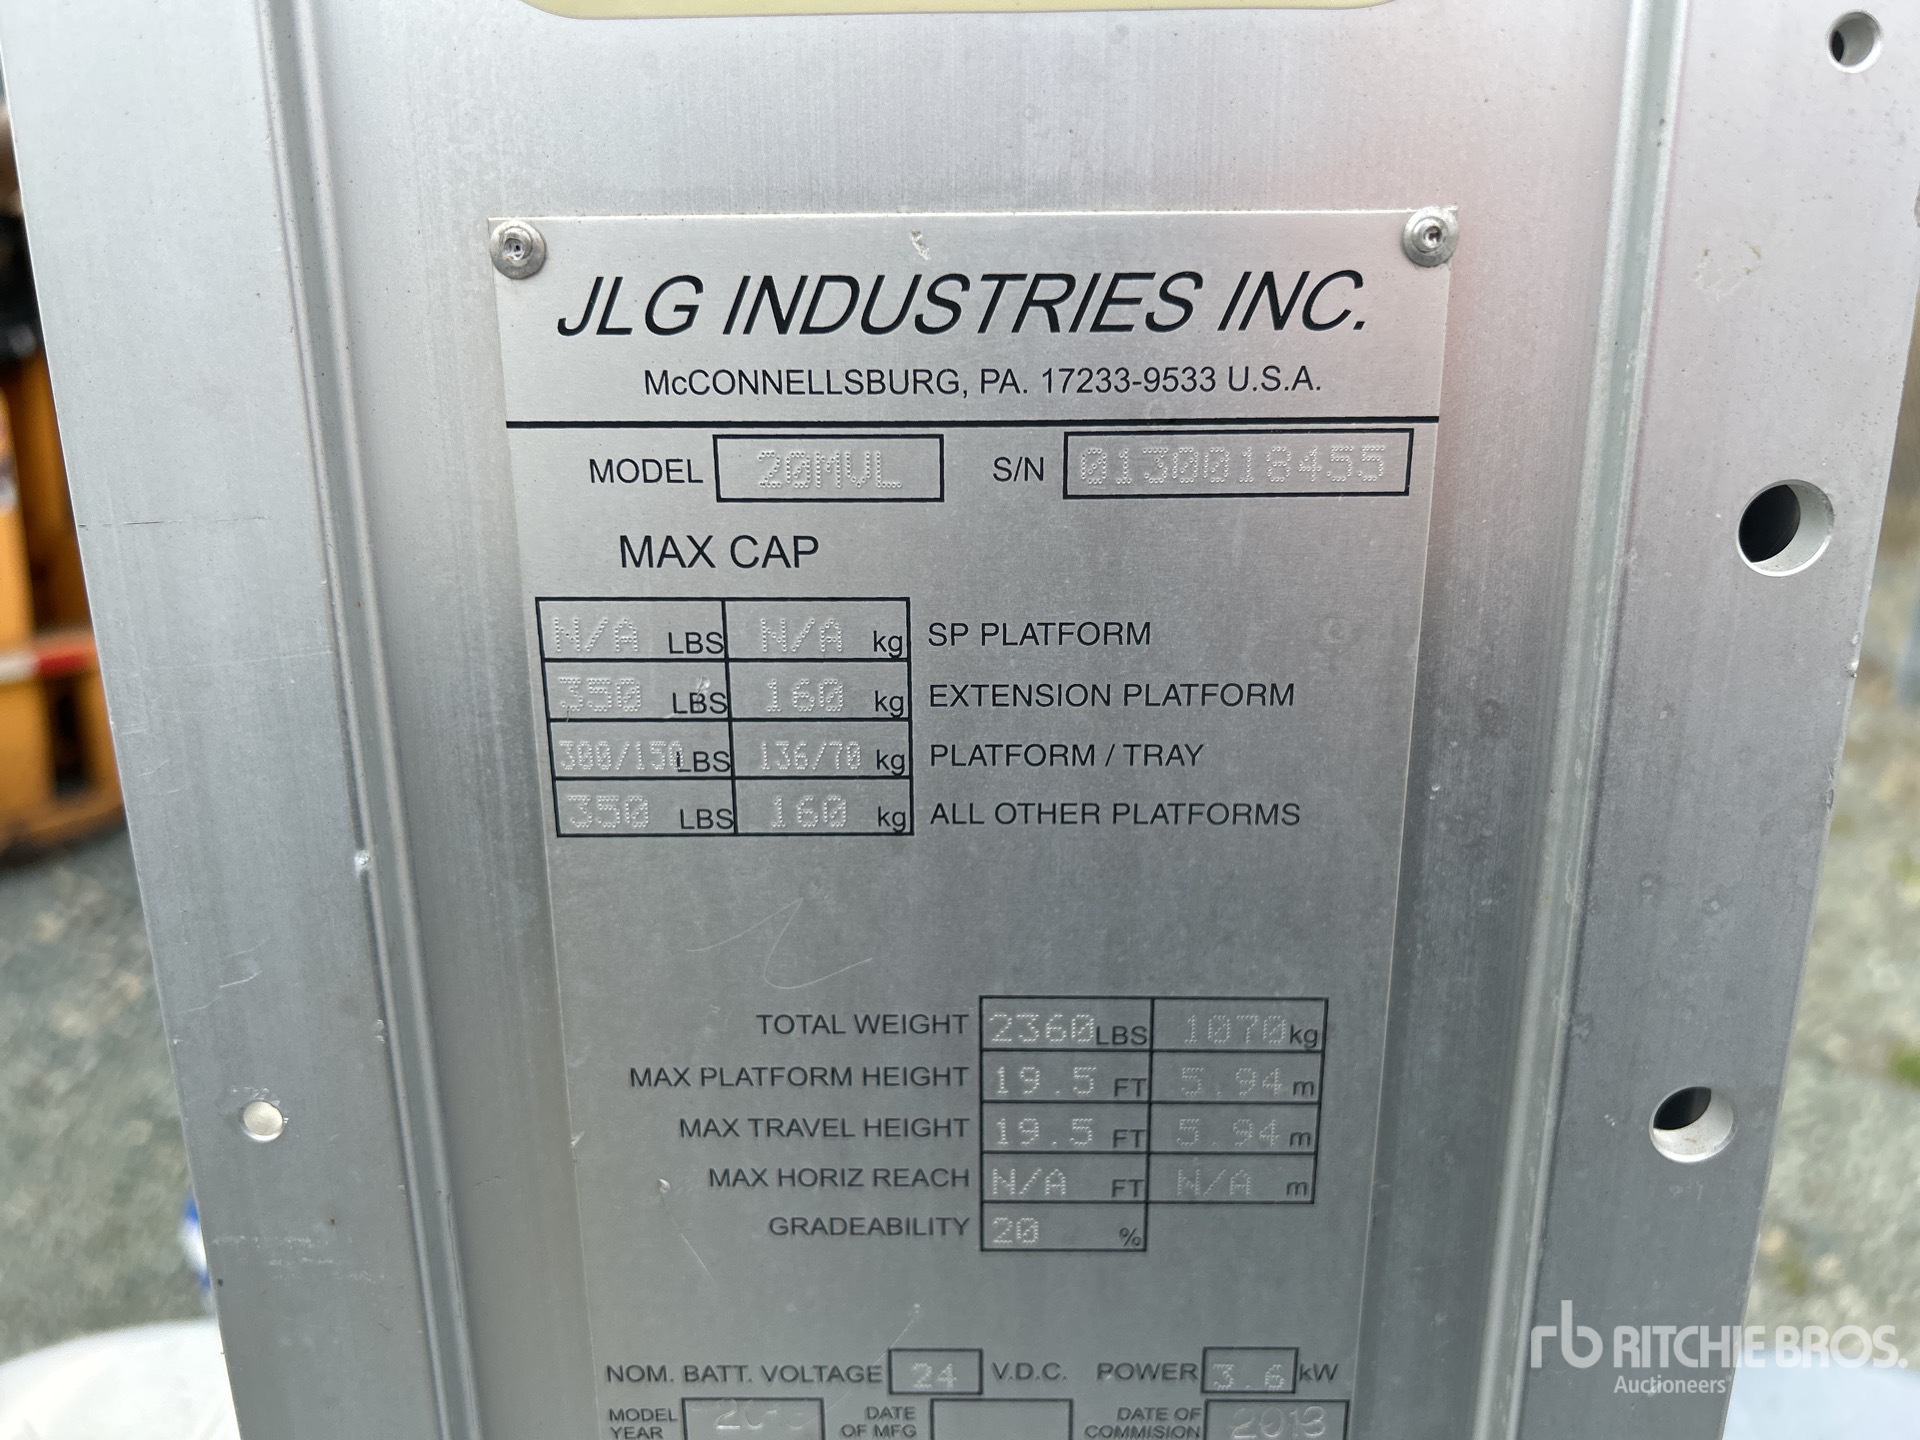 JLG INDUSTRIES INC.
McCONNELLSBURG, PA. 17233-9533 U.S.A.
MODEL 20MVL S/N 0130018455
MAX CAP
N/A LBS N/A kg SP PLATFORM
350 LBS 160 kg EXTENSION PLATFORM
300/150 LBS 136/70 kg PLATFORM / TRAY
350 LBS 160 kg ALL OTHER PLATFORMS
TOTAL WEIGHT 2360 LBS 1070 kg
MAX PLATFORM HEIGHT 19.5 FT 5.94 m
MAX TRAVEL HEIGHT 19.5 FT 5.94 m
MAX HORIZ REACH N/A FT N/A m
GRADEABILITY 20 %
NOM. BATT. VOLTAGE 24 V.D.C. POWER 3.6 kW
MODEL YEAR DATE OF MFG DATE OF COMMISION 2013
rb RITCHIE BROS.
Auctioneers